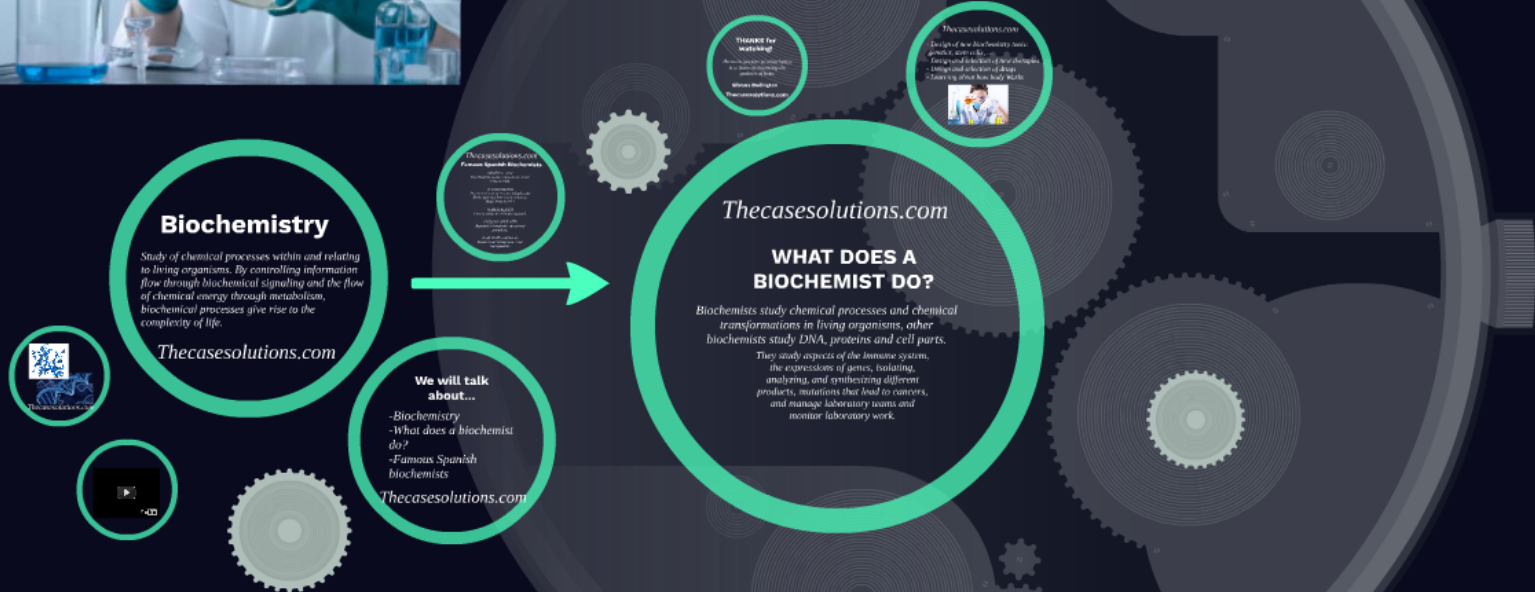 Biochemistry
Study of chemical processes within and relating
to living organisms. By controlling information
flow through biochemical signaling and the flow
of chemical energy through metabolism,
biochemical processes give rise to the
complexity of life.
Thecasesolutions.com
Thecasesolutions.com
We will talk
about...
-Biochemistry
-What does a biochemist
do?
-Famous Spanish
biochemists
Thecasesolutions.com
Thecasesolutions.com
Famous Spanish Biochemists
Thecasesolutions.com
WHAT DOES A
BIOCHEMIST DO?
Biochemists study chemical processes and chemical
transformations in living organisms, other
biochemists study DNA, proteins and cell parts.
They study aspects of the immune system,
the expressions of genes, isolating,
analyzing, and synthesizing different
products, mutations that lead to cancers,
and manage laboratory teams and
monitor laboratory work.
THANKS for
Watching!
Thecasesolutions.com
Thecasesolutions.com
- Design of new biochemistry tools:
genetics, stem cells,
- Design and selection of new therapies
- Design and selection of drugs
- Learning about how body works